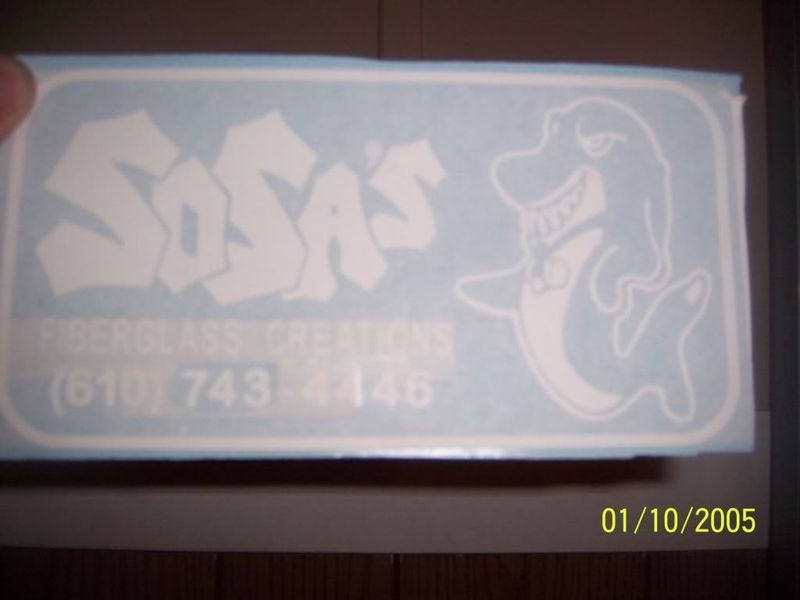 SOSA'S
FIBERGLASS CREATIONS
(610) 743-4446
01/10/2005